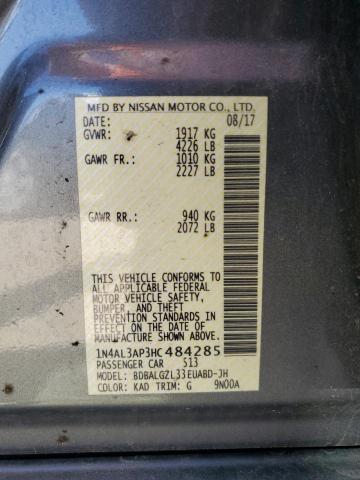 MFD BY NISSAN MOTOR CO., LTD.
DATE: 08/17
GVWR: 1917 KG
4226 LB
GAWR FR: 1010 KG
2227 LB
GAWR RR: 940 KG
2072 LB
THIS VEHICLE CONFORMS TO
ALL APPLICABLE FEDERAL
MOTOR VEHICLE SAFETY,
BUMPER, AND THEFT
PREVENTION STANDARDS
IN EFFECT ON THE DATE OF
MANUFACTURE SHOWN ABOVE.
1N4AL3AP3HC484285
PASSENGER CAR S13
MODEL: BDBALGZL33EUABD-JH
COLOR: KAD TRIM: G 9N00A